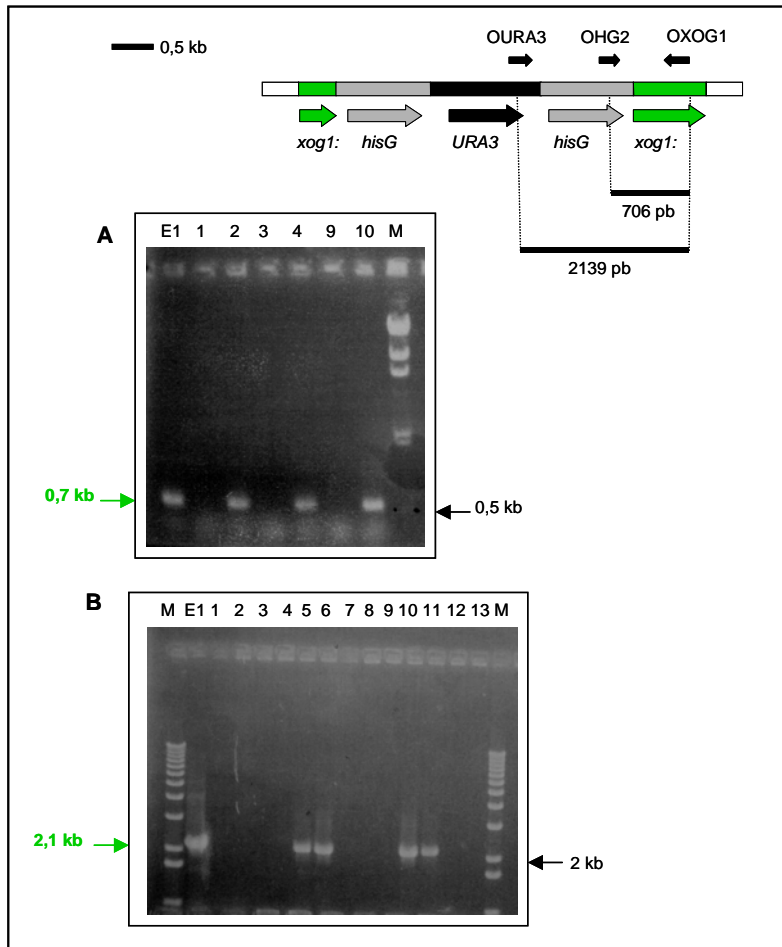 OURA3 OHG2 OXOG1
0,5 kb
xog1: hisG URA3 hisG xog1:
706 pb
2139 pb
A
E1 1 2 3 4 9 10 M
0,7 kb
0,5 kb
B
M E1 1 2 3 4 5 6 7 8 9 10 11 12 13 M
2,1 kb
2 kb